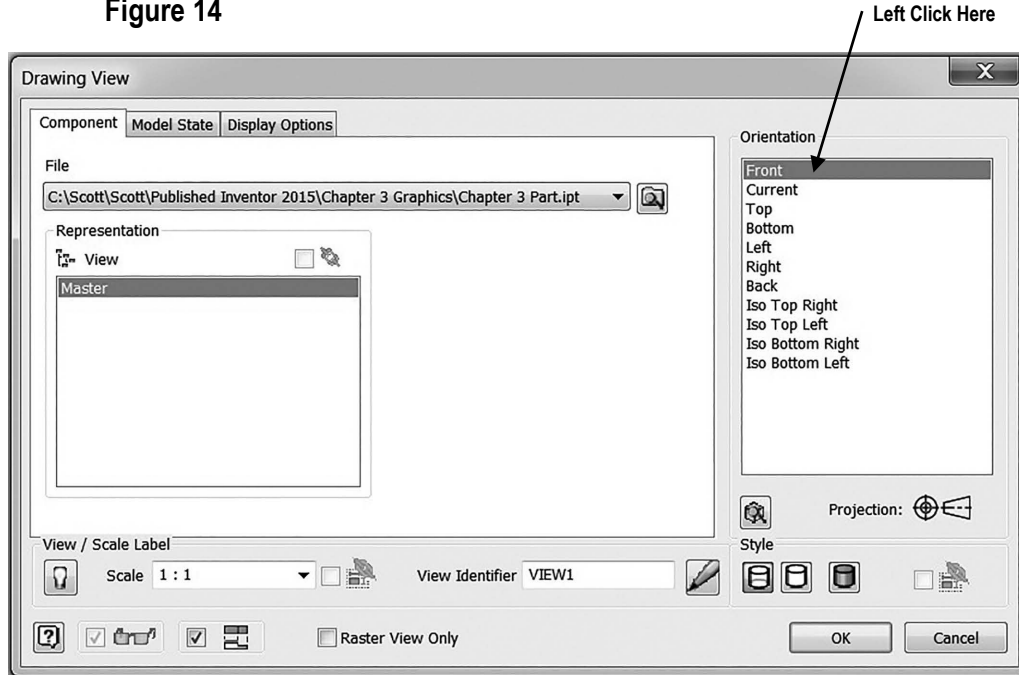 Figure 14
Left Click Here
Drawing View
Component Model State Display Options
File
C:\Scott\Scott\Published Inventor 2015\Chapter 3 Graphics\Chapter 3 Part.ipt
Representation
View
Master
Orientation
Front
Current
Top
Bottom
Left
Right
Back
Iso Top Right
Iso Top Left
Iso Bottom Right
Iso Bottom Left
Projection:
View / Scale Label
Scale 1 : 1
View Identifier VIEW1
Style
Raster View Only
OK
Cancel